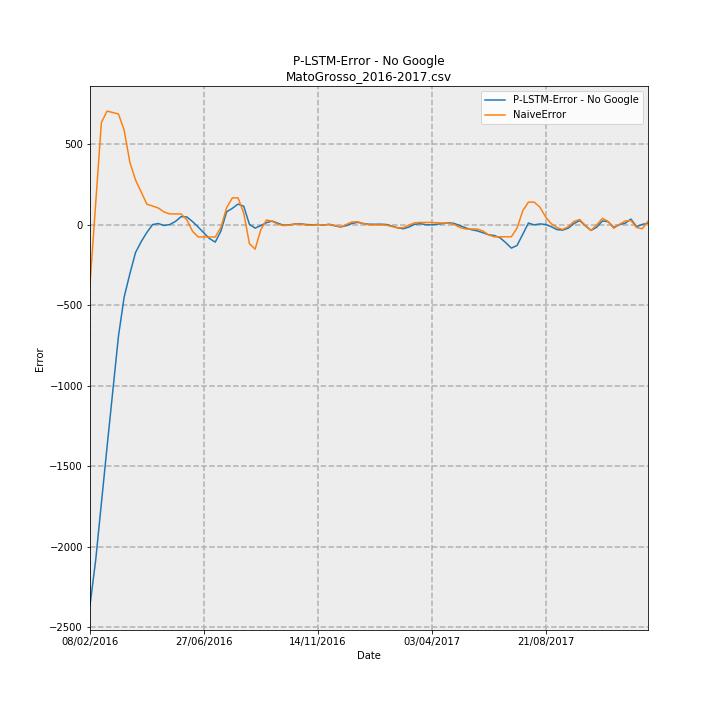 P-LSTM-Error - No Google
MatoGrosso_2016-2017.csv
P-LSTM-Error - No Google
NaiveError
500
0
−500
−1000
−1500
−2000
−2500
Error
08/02/2016
27/06/2016
14/11/2016
03/04/2017
21/08/2017
Date